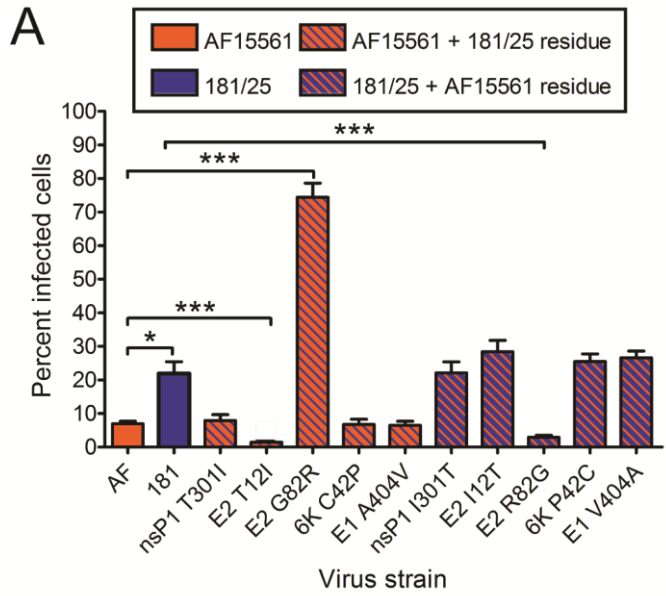 A
AF15561
AF15561 + 181/25 residue
181/25
181/25 + AF15561 residue
100
90
80
70
60
50
40
30
20
10
0
Percent infected cells
***
***
***
*
AF
181
nsP1 T301I
E2 T12I
E2 G82R
6K C42P
E1 A404V
nsP1 I301T
E2 I12T
E2 R82G
6K P42C
E1 V404A
Virus strain